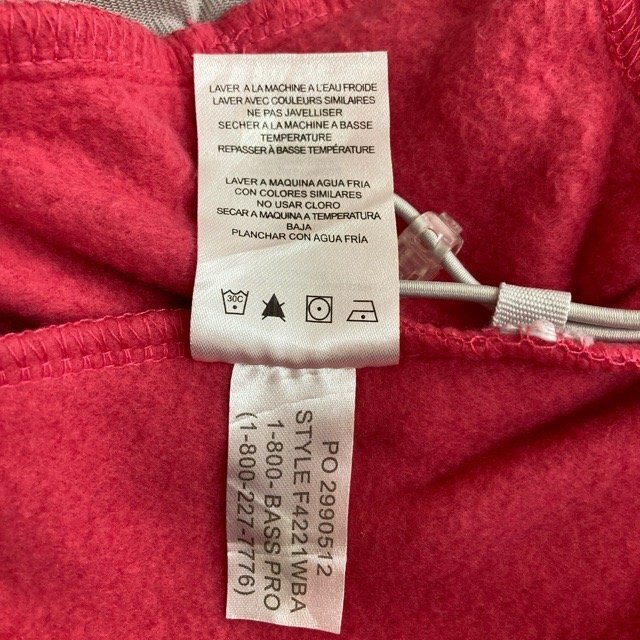 LAVER A LA MACHINE A L'EAU FROIDE
LAVER AVEC COULEURS SIMILAIRES
NE PAS JAVELLISER
SECHER A LA MACHINE A BASSE
TEMPERATURE
REPASSER À BASSE TEMPÉRATURE
LAVER A MAQUINA AGUA FRIA
CON COLORES SIMILARES
NO USAR CLORO
SECAR A MAQUINA A TEMPERATURA
BAJA
PLANCHAR CON AGUA FRÍA
30C
PO 2990512
STYLE F4221WBA
1-800- BASS PRO
(1-800-227-7776)